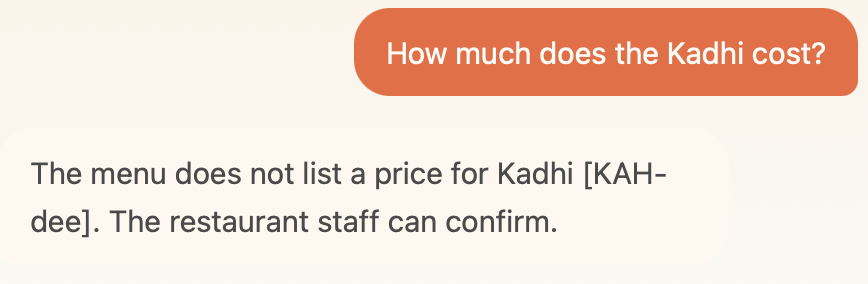 How much does the Kadhi cost?
The menu does not list a price for Kadhi [KAH-
dee]. The restaurant staff can confirm.